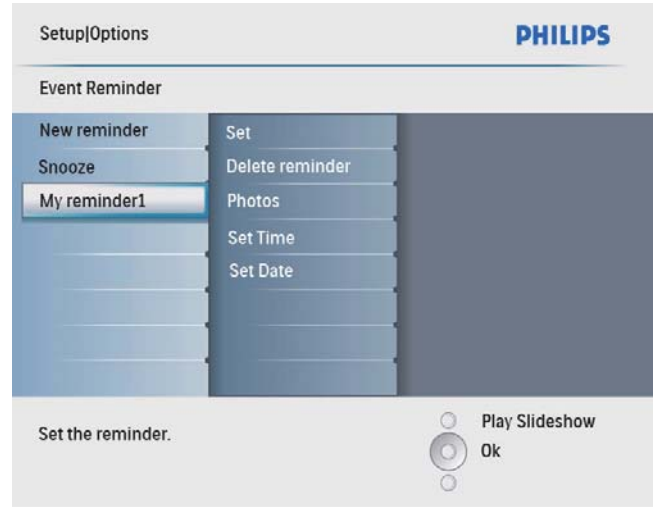 Setup|Options
PHILIPS
Event Reminder
New reminder
Snooze
My reminder1
Set
Delete reminder
Photos
Set Time
Set Date
Set the reminder.
Play Slideshow
Ok